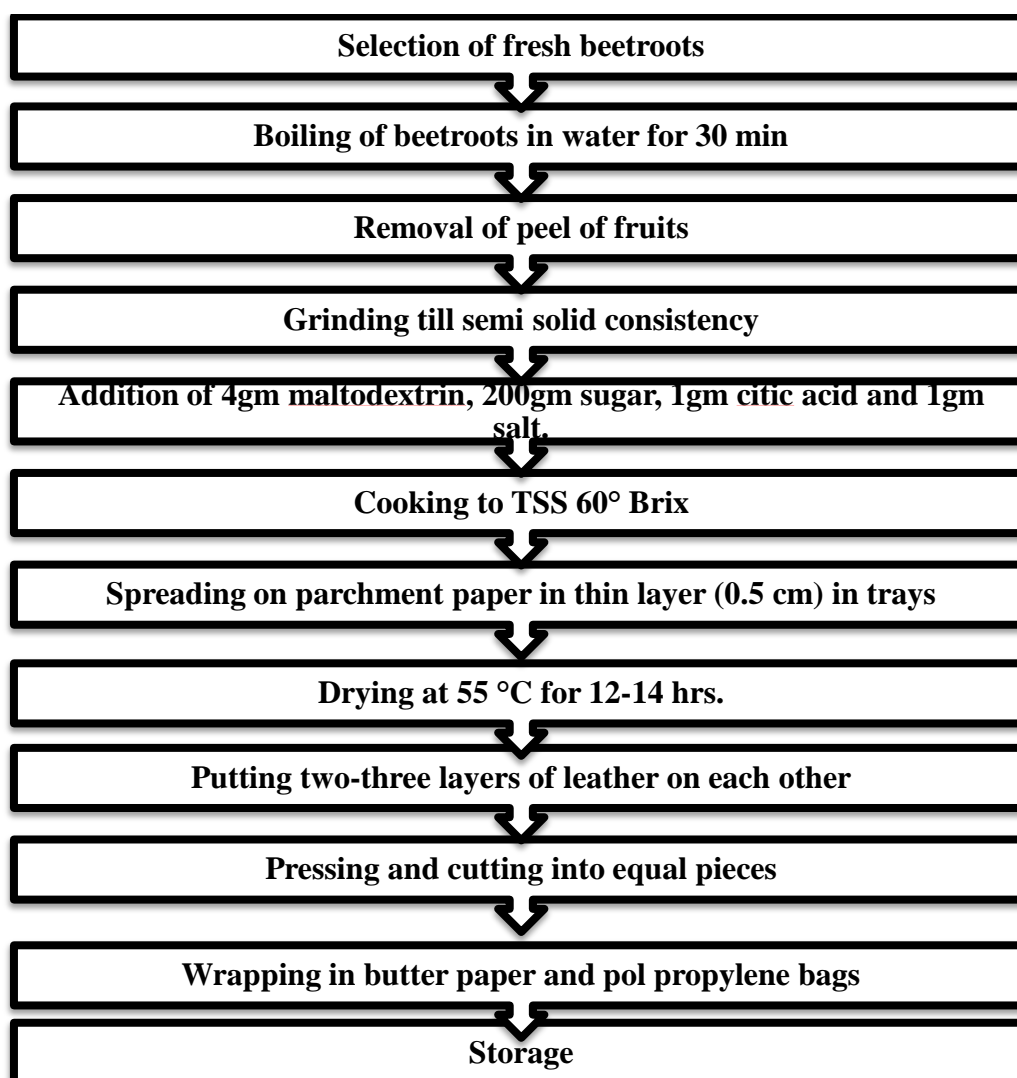 Selection of fresh beetroots
Boiling of beetroots in water for 30 min
Removal of peel of fruits
Grinding till semi solid consistency
Addition of 4gm maltodextrin, 200gm sugar, 1gm citic acid and 1gm
salt.
Cooking to TSS 60° Brix
Spreading on parchment paper in thin layer (0.5 cm) in trays
Drying at 55 °C for 12-14 hrs.
Putting two-three layers of leather on each other
Pressing and cutting into equal pieces
Wrapping in butter paper and pol propylene bags
Storage